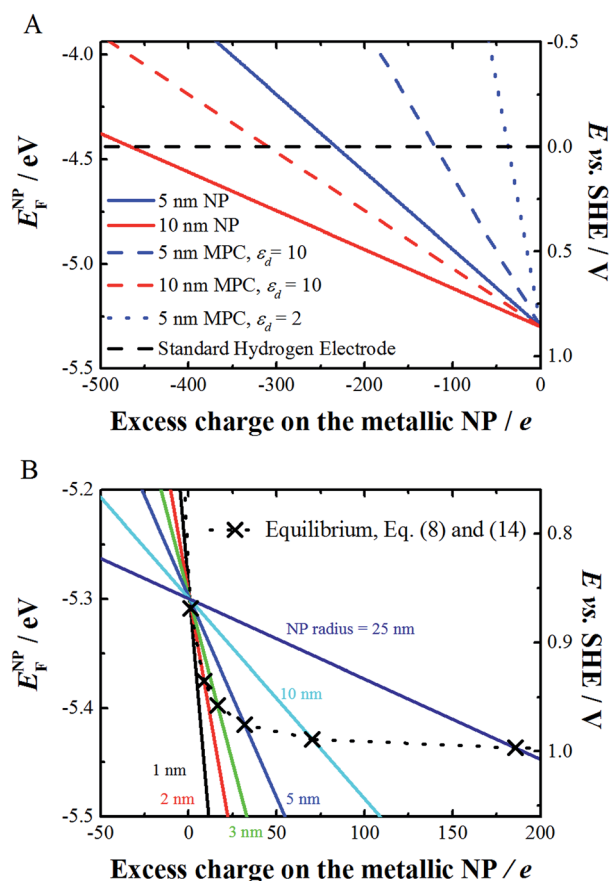 A
-4.0
-4.5
-5.0
-5.5
E_F^NP / eV
-0.5
0.0
0.5
1.0
E vs. SHE / V
5 nm NP
10 nm NP
5 nm MPC, ε_d= 10
10 nm MPC, ε_d= 10
5 nm MPC, ε_d= 2
Standard Hydrogen Electrode
-500 -400 -300 -200 -100 0
Excess charge on the metallic NP / e
B
-5.2
-5.3
-5.4
-5.5
E_F^NP / eV
0.8
0.9
1.0
E vs. SHE / V
Equilibrium, Eq. (8) and (14)
NP radius = 25 nm
10 nm
1 nm
2 nm
5 nm
3 nm
-50 0 50 100 150 200
Excess charge on the metallic NP / e